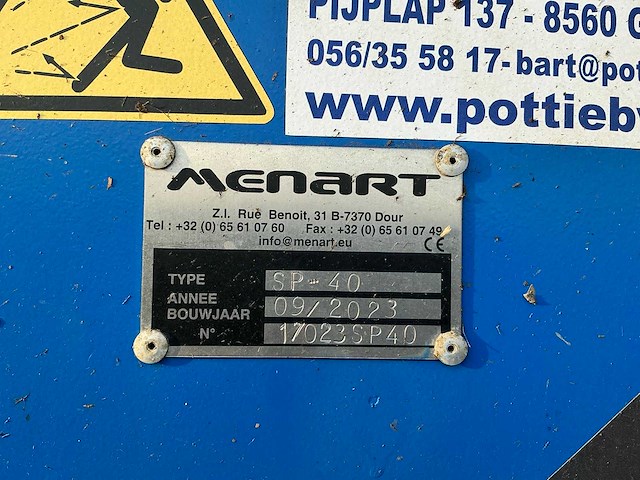 PIJPLAP 137 - 8560 G
056/35 58 17-bart@pot
www.pottieby
MENART
Z.I. Rue Benoit, 31 B-7370 Dour
Tel : +32 (0) 65 61 07 60 Fax : +32 (0) 65 61 07 49
info@menart.eu
CE
TYPE SP-40
ANNEE
BOUWJAAR 09/2023
N° 17023SP40